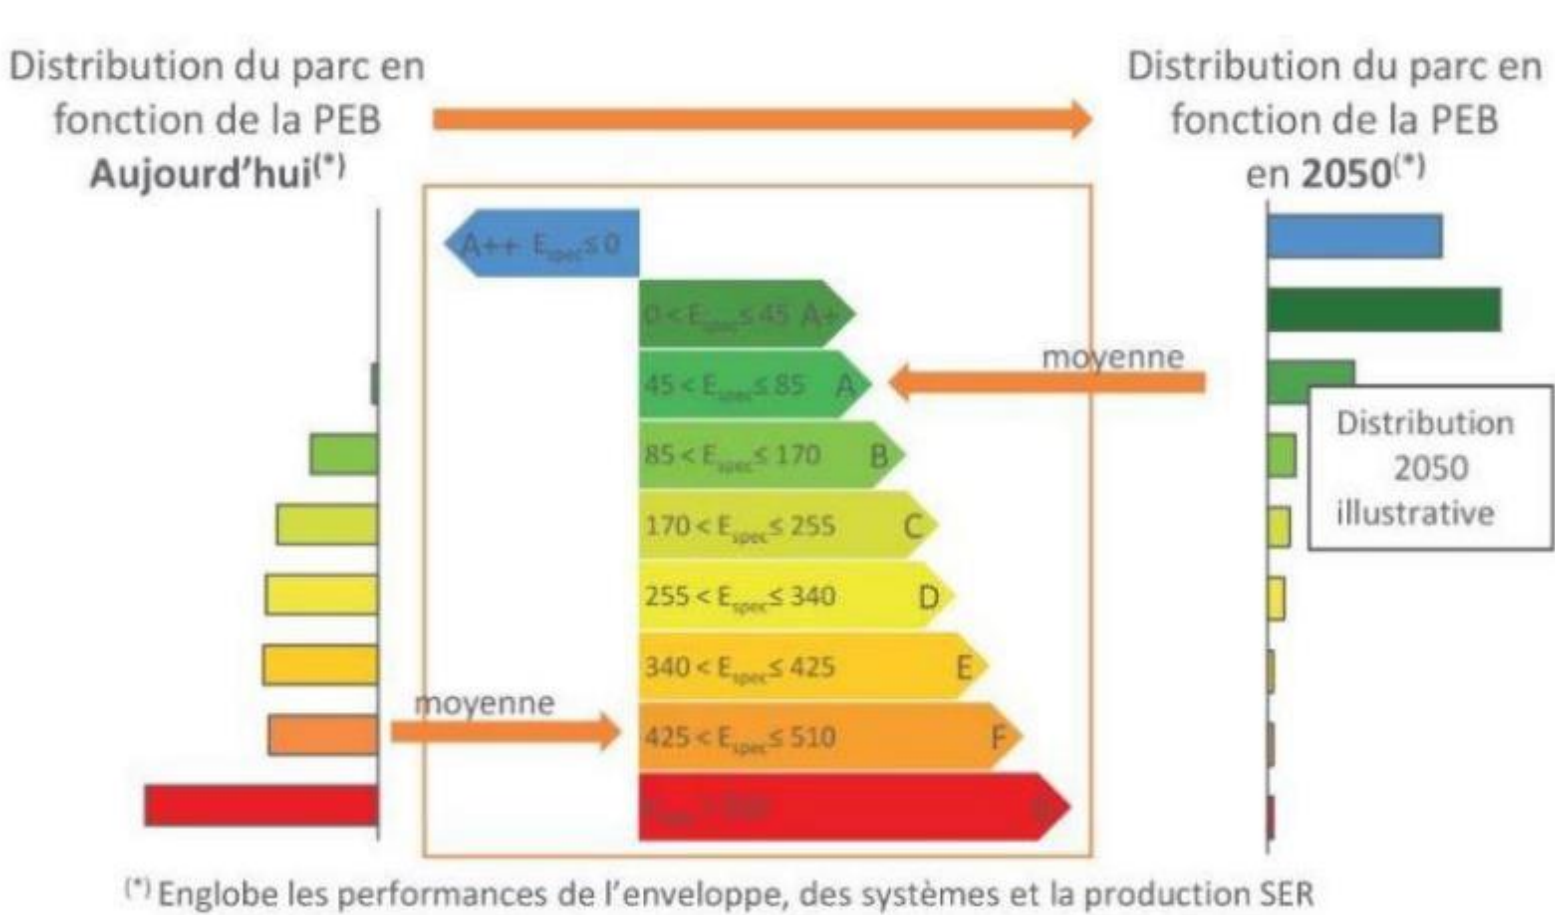 Distribution du parc en
fonction de la PEB
Aujourd'hui(*)
Distribution du parc en
fonction de la PEB
en 2050(*)
A++ Espec ≤ 0
0 < Espec ≤ 45 A+
45 < Espec ≤ 85 A
moyenne
85 < Espec ≤ 170 B
170 < Espec ≤ 255 C
255 < Espec ≤ 340 D
340 < Espec ≤ 425 E
moyenne
425 < Espec ≤ 510 F
Distribution
2050
illustrative
(*) Englobe les performances de l'enveloppe, des systèmes et la production SER